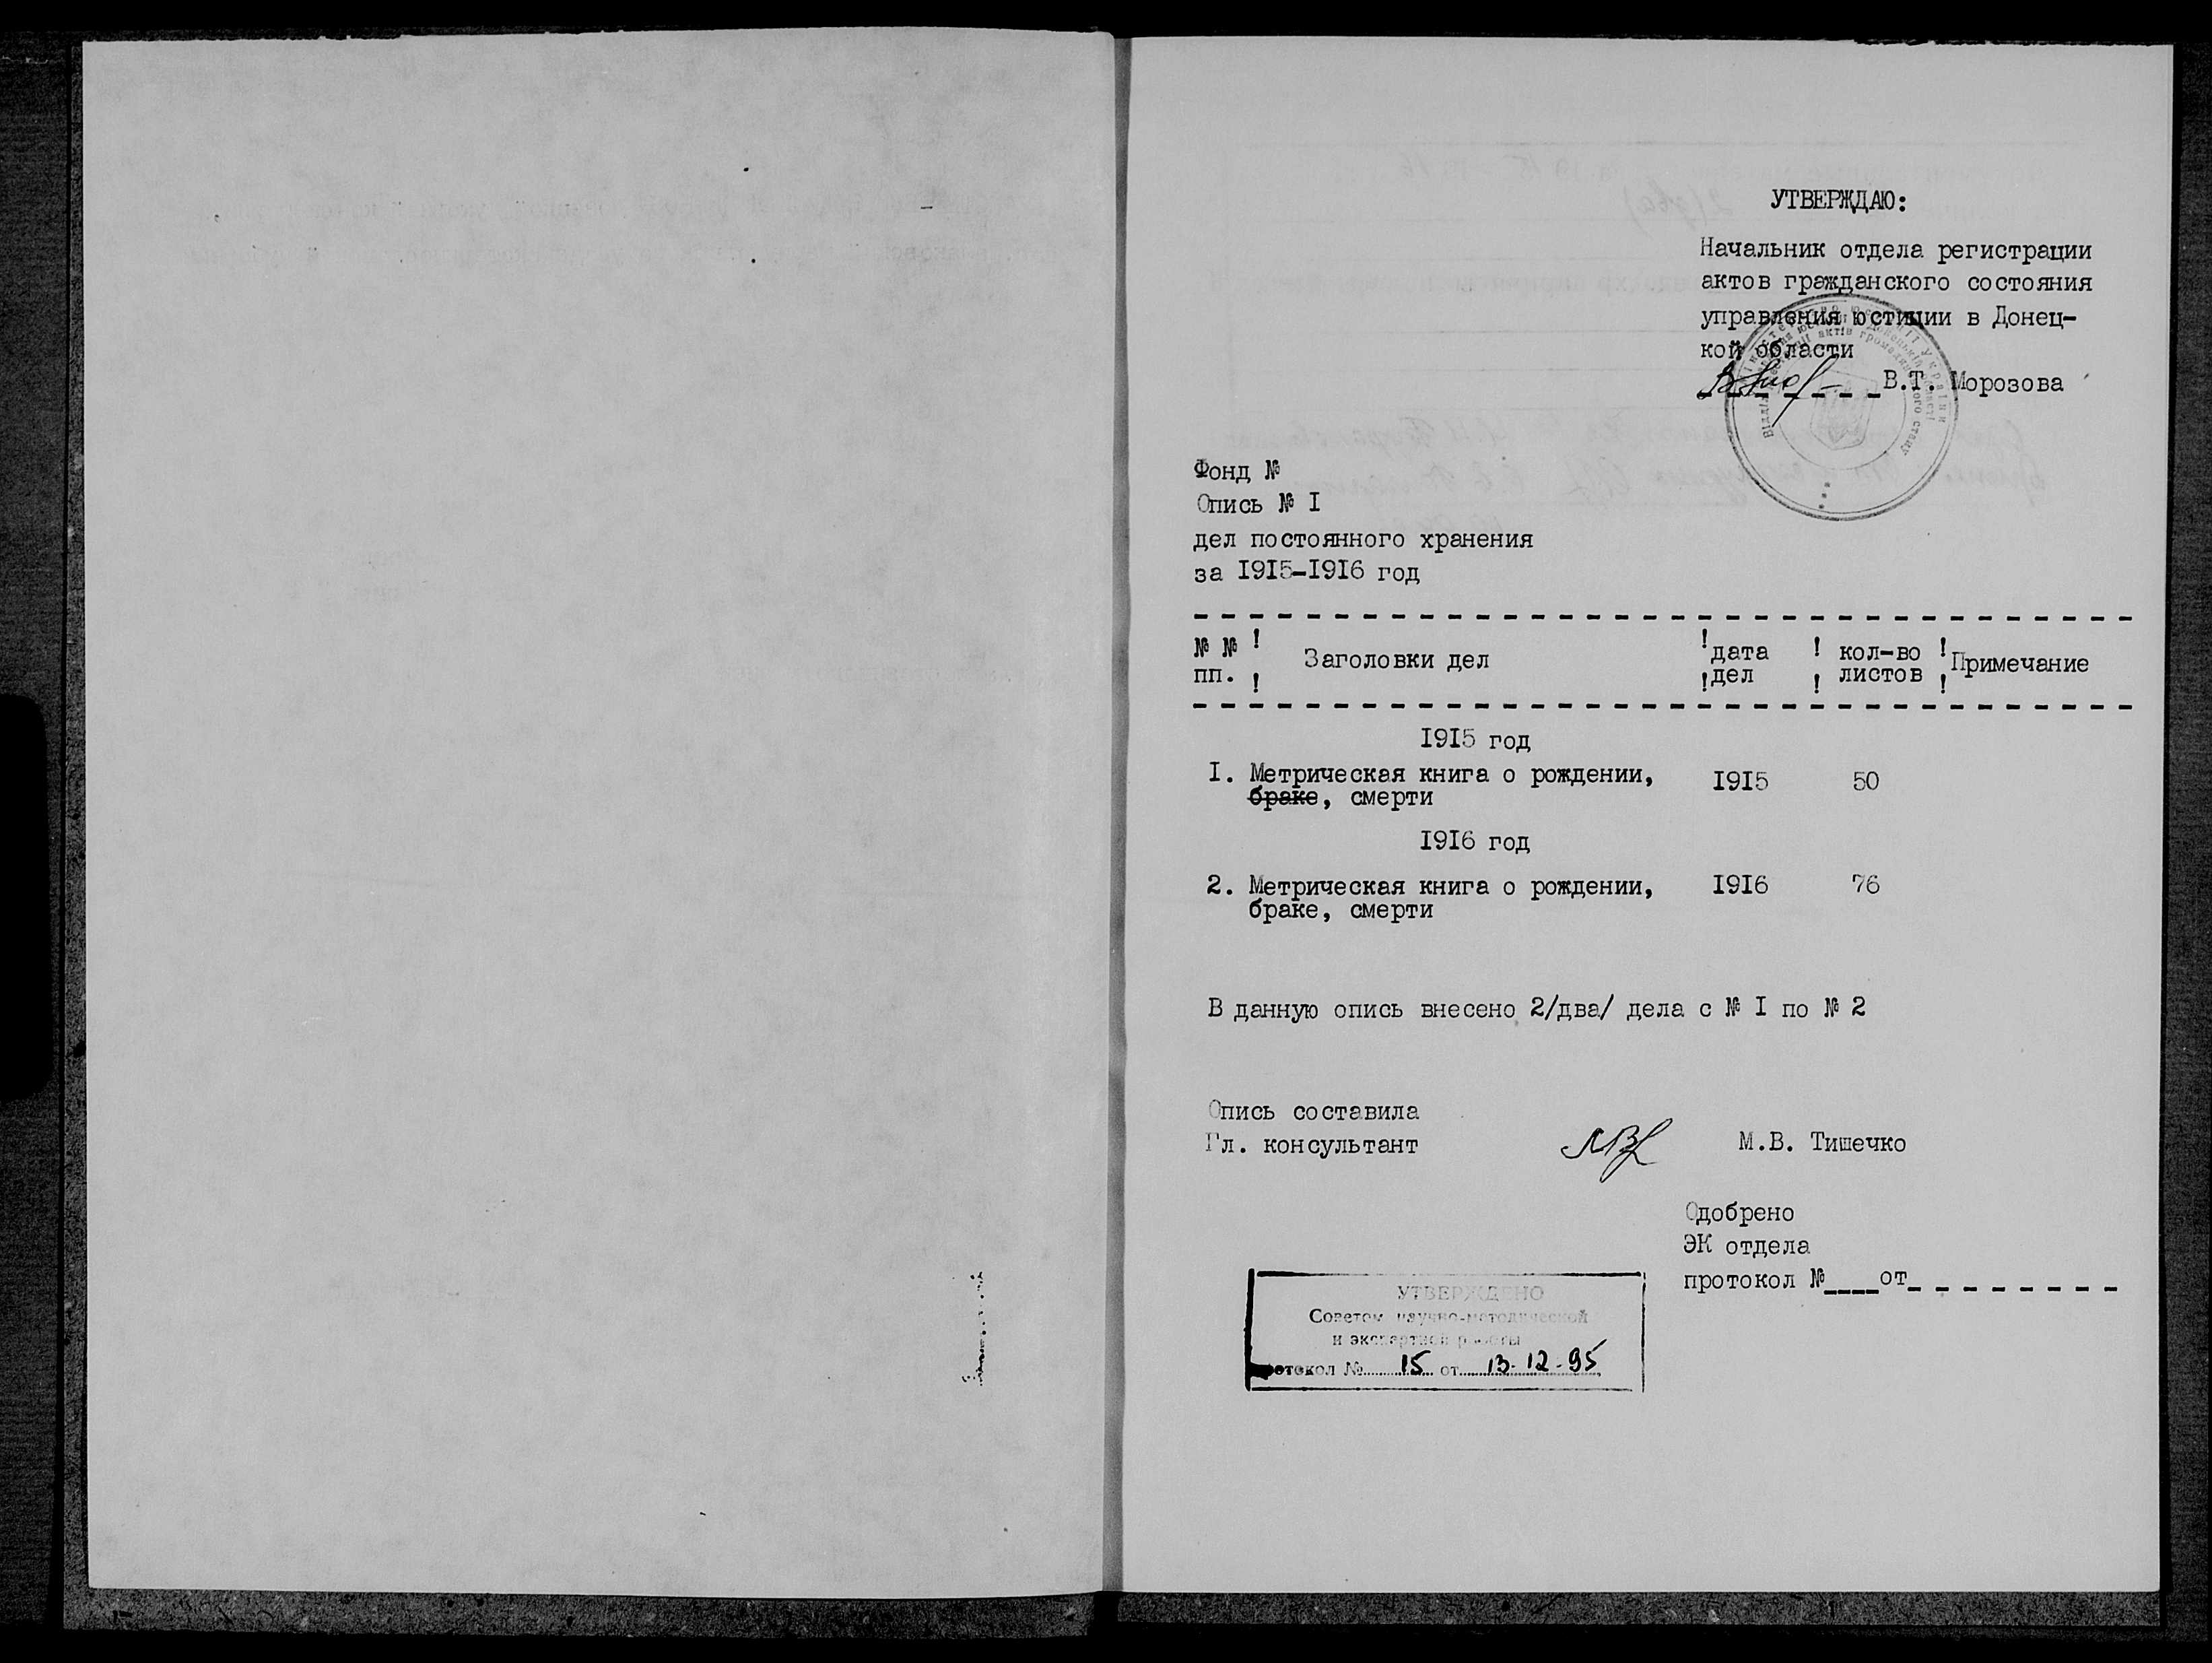 УТВЕРЖДАЮ:
Начальник отдела регистрации
актов гражданского состояния
управления юстиции в Донец-
кой области
В.Т. Морозова
Фонд №
Опись № I
дел постоянного хранения
за I9I5-I9I6 год
№ № ! Заголовки дел ! дата ! кол-во ! Примечание
пп. ! ! дел ! листов !
I9I5 год
I. Метрическая книга о рождении, I9I5 50
браке, смерти
I9I6 год
2. Метрическая книга о рождении, I9I6 76
браке, смерти
В данную опись внесено 2/два/ дела с № I по № 2
Опись составила
Гл. консультант М.В. Тишечко
Одобрено
ЭК отдела
протокол №____от_ _ _ _ _ _ _ _
УТВЕРЖДЕНО
Советом научно-методической
и экспертной работы
протокол № 15 от 13-12-95